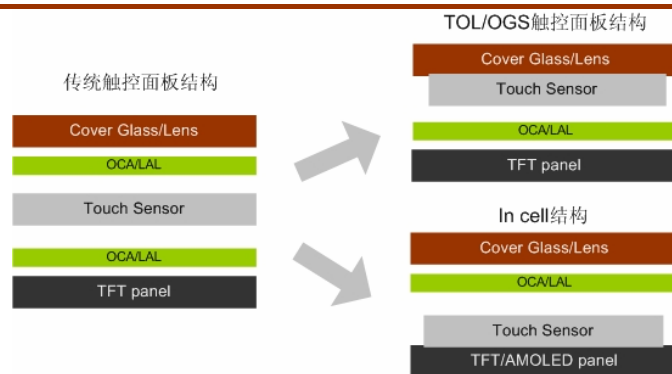 传统触控面板结构
Cover Glass/Lens
OCA/LAL
Touch Sensor
OCA/LAL
TFT panel
TOL/OGS触控面板结构
Cover Glass/Lens
Touch Sensor
OCA/LAL
TFT panel
In cell结构
Cover Glass/Lens
OCA/LAL
Touch Sensor
TFT/AMOLED panel